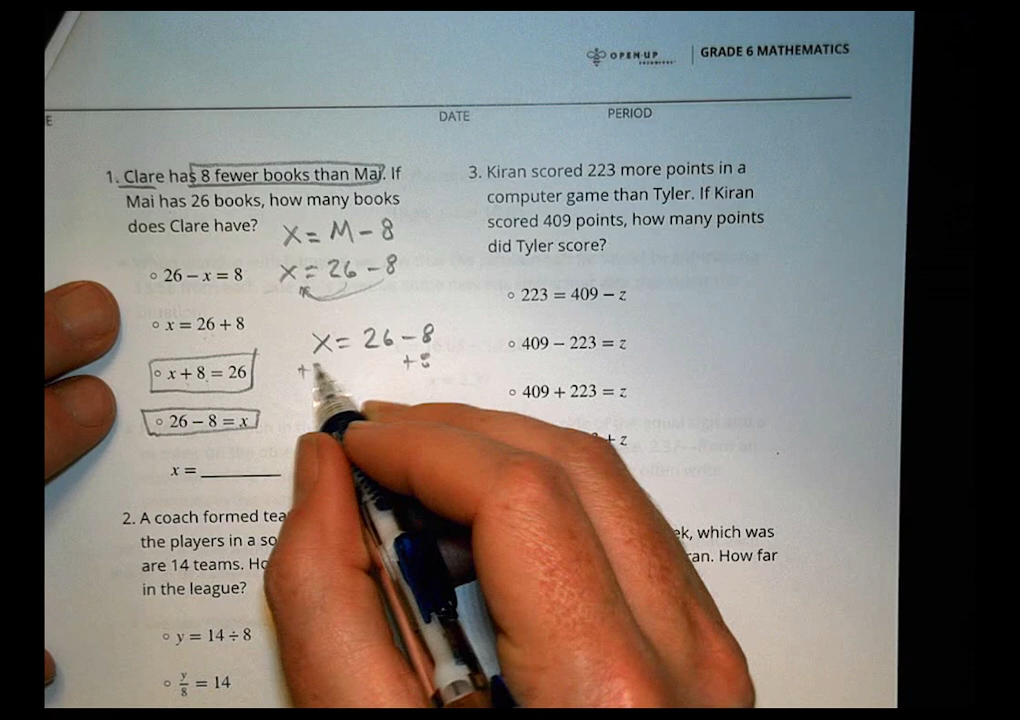 OPEN-UP GRADE 6 MATHEMATICS
E DATE PERIOD
1. Clare has 8 fewer books than Mai. If
Mai has 26 books, how many books
does Clare have?
X = M - 8
26 − x = 8
X = 26 - 8
x = 26 + 8
X = 26 - 8
+ +8
x + 8 = 26
26 − 8 = x
x =
2. A coach formed tea
the players in a so
are 14 teams. Ho
in the league?
y = 14 ÷ 8
y/8 = 14
3. Kiran scored 223 more points in a
computer game than Tyler. If Kiran
scored 409 points, how many points
did Tyler score?
223 = 409 − z
409 − 223 = z
409 + 223 = z
+ z
ek, which was
ran. How far